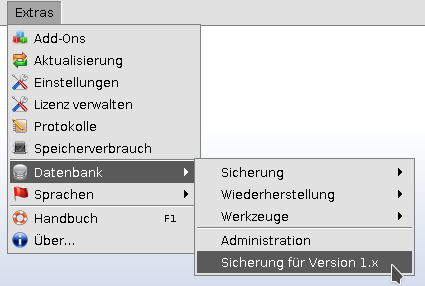 Extras
Add-Ons
Aktualisierung
Einstellungen
Lizenz verwalten
Protokolle
Speicherverbrauch
Datenbank
Sprachen
Handbuch F1
Über...
Sicherung
Wiederherstellung
Werkzeuge
Administration
Sicherung für Version 1.x